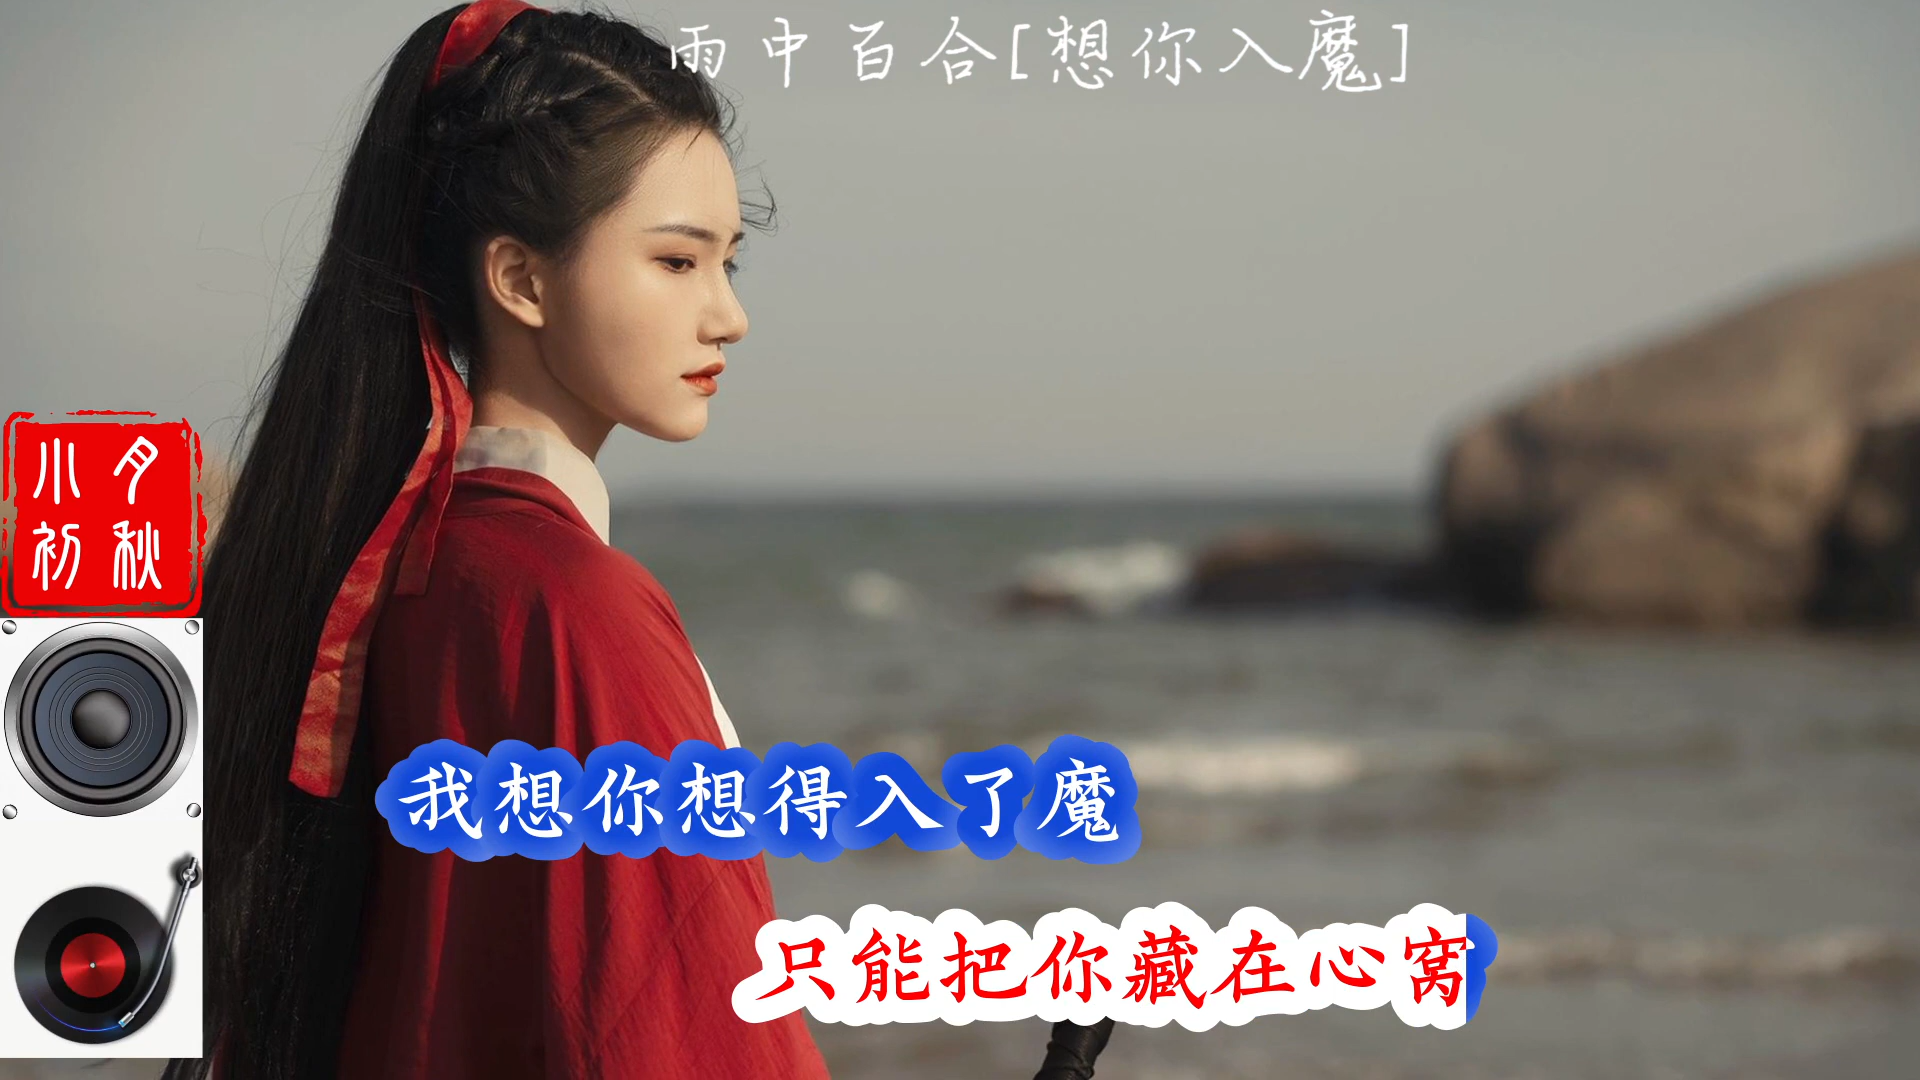 雨中百合[想你入魔]
小夕
初秋
我想你想得入了魔
只能把你藏在心窝